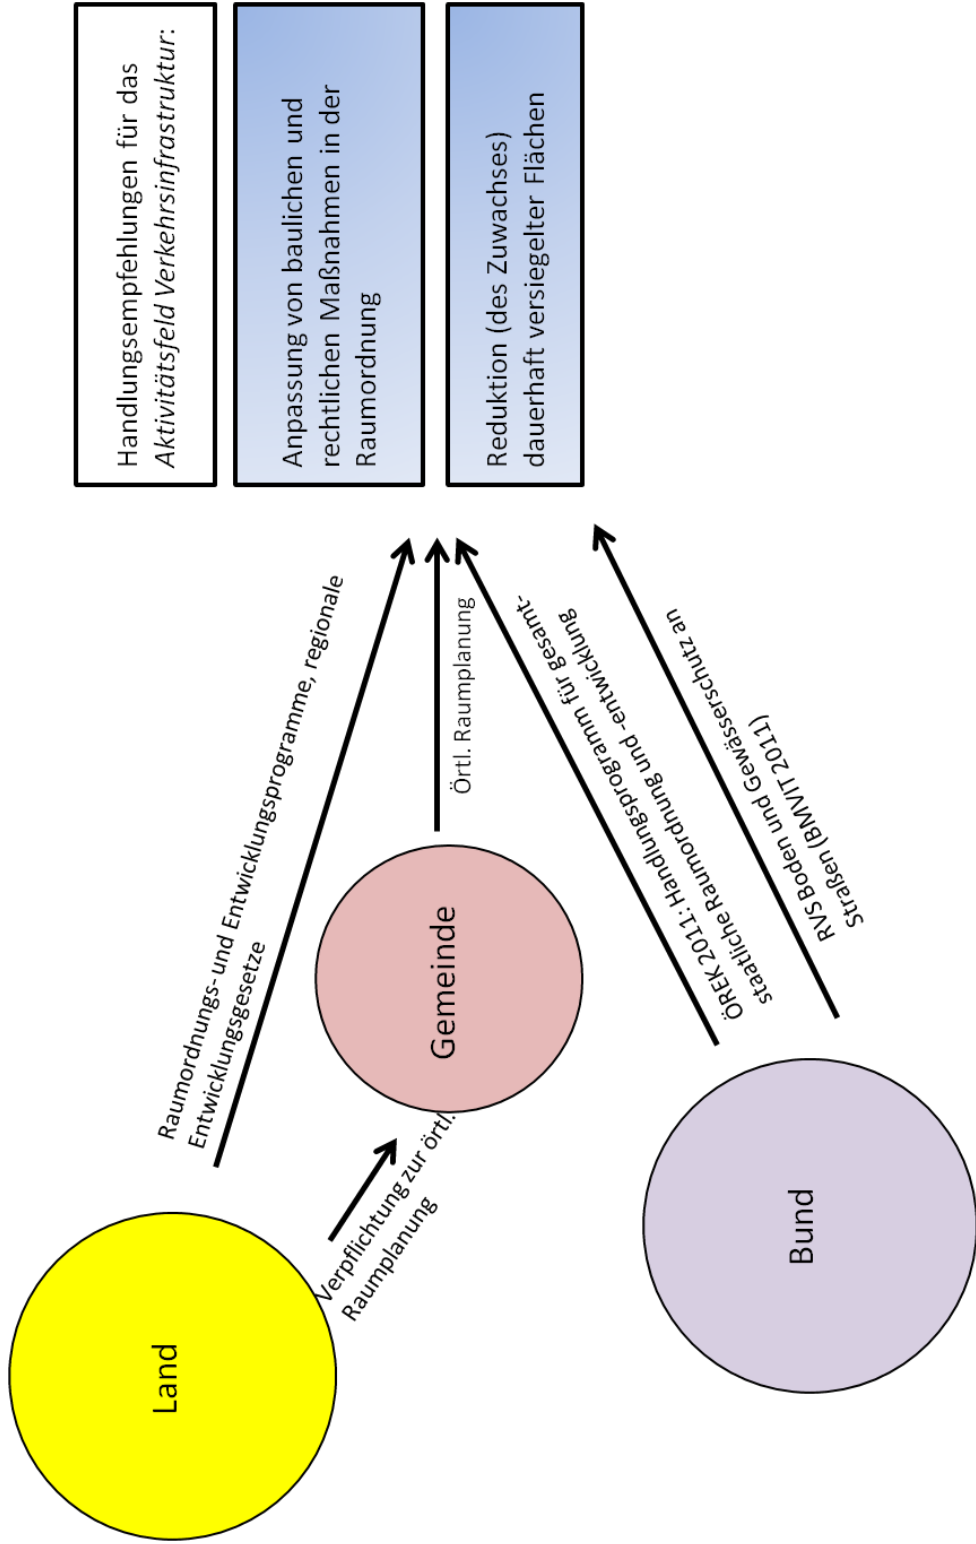 Handlungsempfehlungen für das
Aktivitätsfeld Verkehrsinfrastruktur:
Anpassung von baulichen und
rechtlichen Maßnahmen in der
Raumordnung
Reduktion (des Zuwachses)
dauerhaft versiegelter Flächen
Raumordnungs- und Entwicklungsprogramme, regionale
Entwicklungsgesetze
Land
Verpflichtung zur örtl.
Raumplanung
Gemeinde
Örtl. Raumplanung
ÖREK 2011: Handlungsprogramm für gesamt-
staatliche Raumordnung und -entwicklung
Bund
RVS Boden und Gewässerschutz an
Straßen (BMVIT 2011)